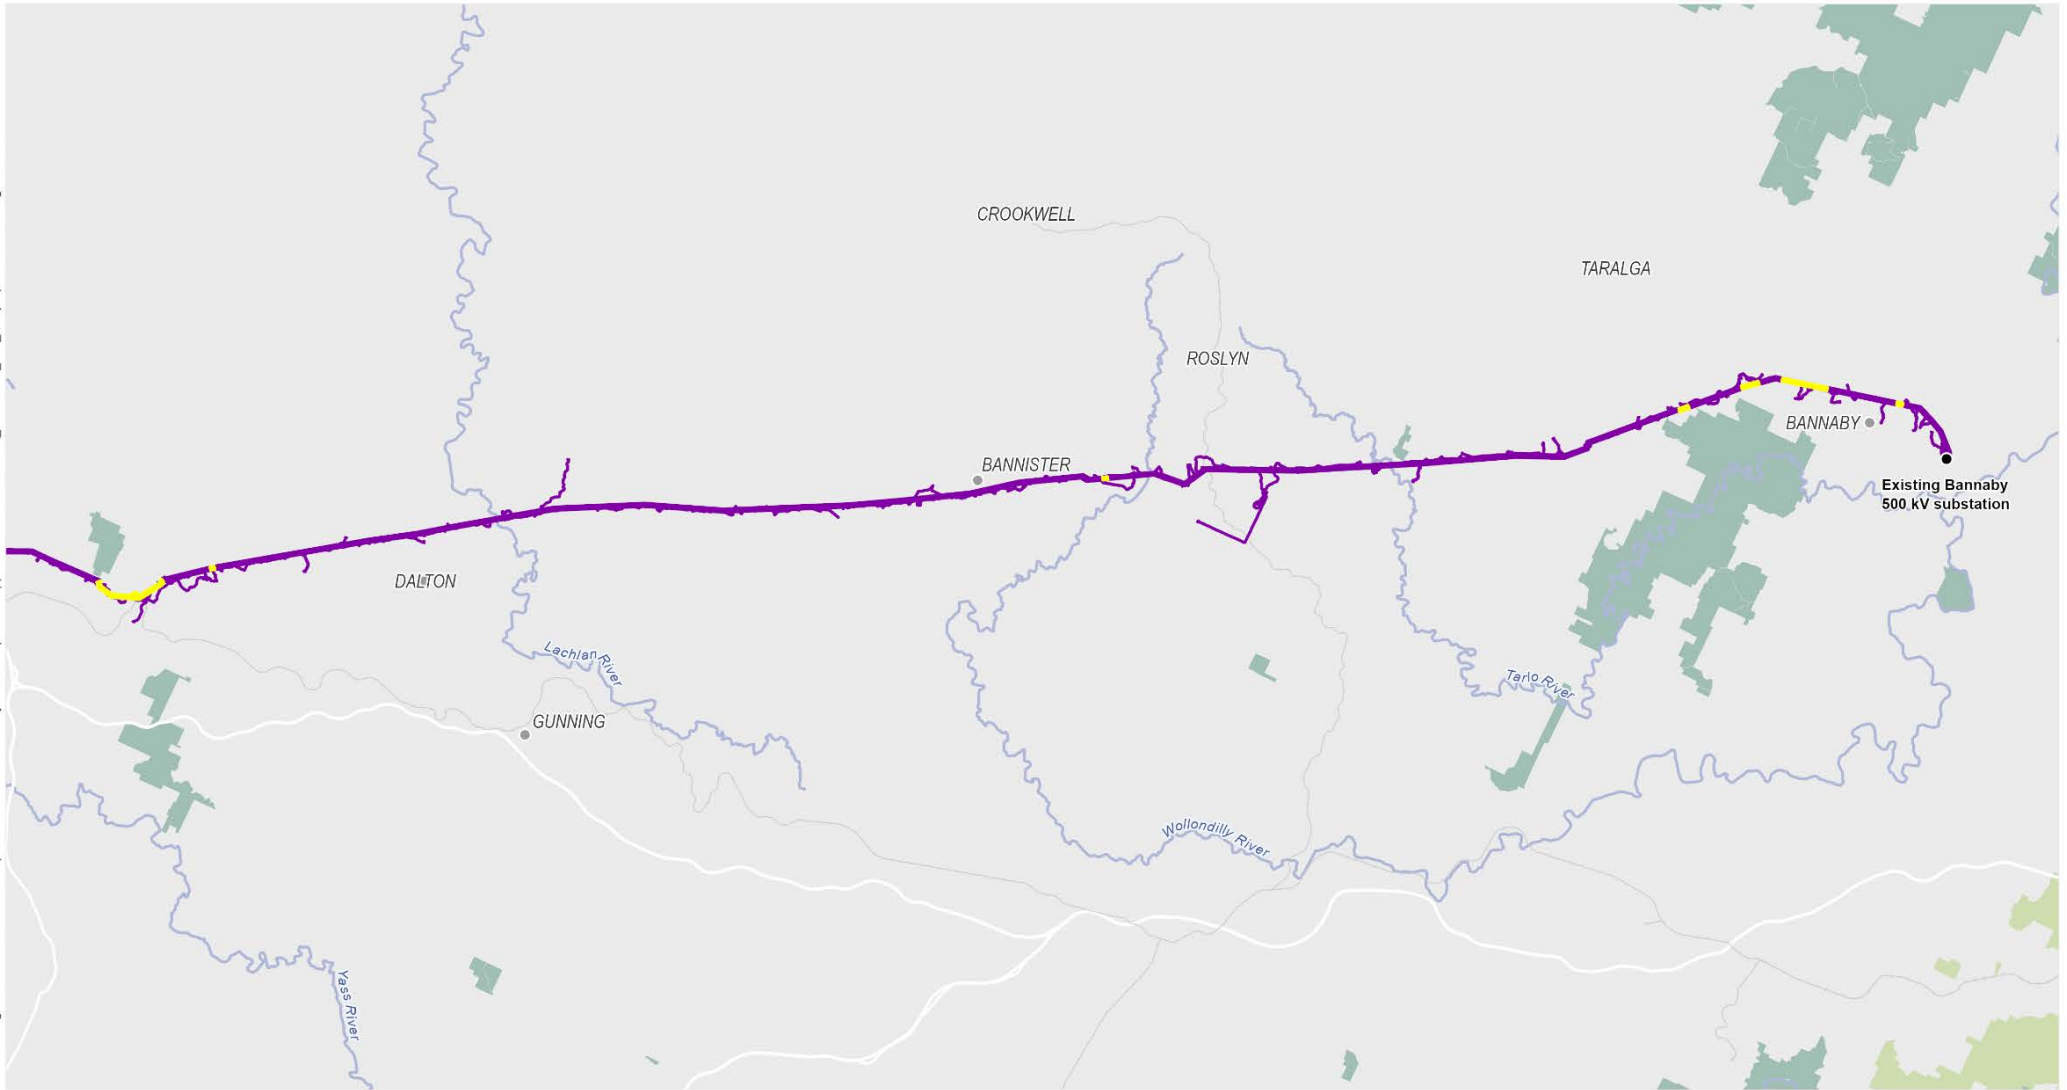 CROOKWELL
TARALGA
ROSLYN
BANNABY
BANNISTER
Existing Bannaby
500 kV substation
DALTON
Lachlan River
Tarlo River
GUNNING
Wollondilly River
Yass River